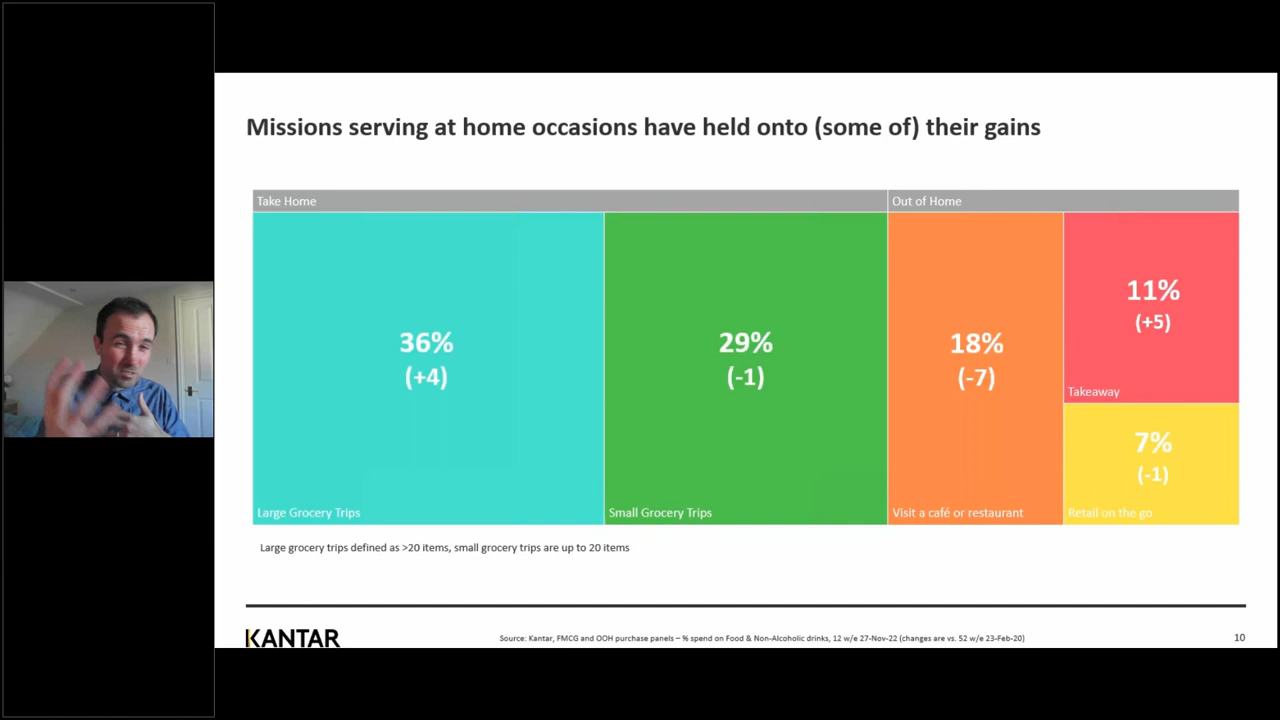 Missions serving at home occasions have held onto (some of) their gains
Take Home
Out of Home
36%
(+4)
Large Grocery Trips
29%
(-1)
Small Grocery Trips
18%
(-7)
Visit a café or restaurant
11%
(+5)
Takeaway
7%
(-1)
Retail on the go
Large grocery trips defined as >20 items, small grocery trips are up to 20 items
KANTAR
Source: Kantar, FMCG and OOH purchase panels – % spend on Food & Non-Alcoholic drinks, 12 w/e 27-Nov-22 (changes are vs. 52 w/e 23-Feb-20)
10